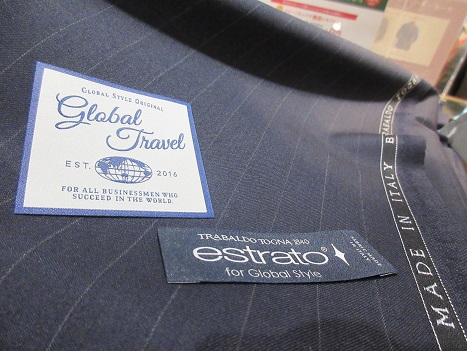 GLOBAL STYLE ORIGINAL
Global
Travel
EST. 2016
FOR ALL BUSINESSMEN WHO
SUCCEED IN THE WORLD.
TRABALDO TOGNA 1840
estrato®
for Global Style
MADE IN ITALY